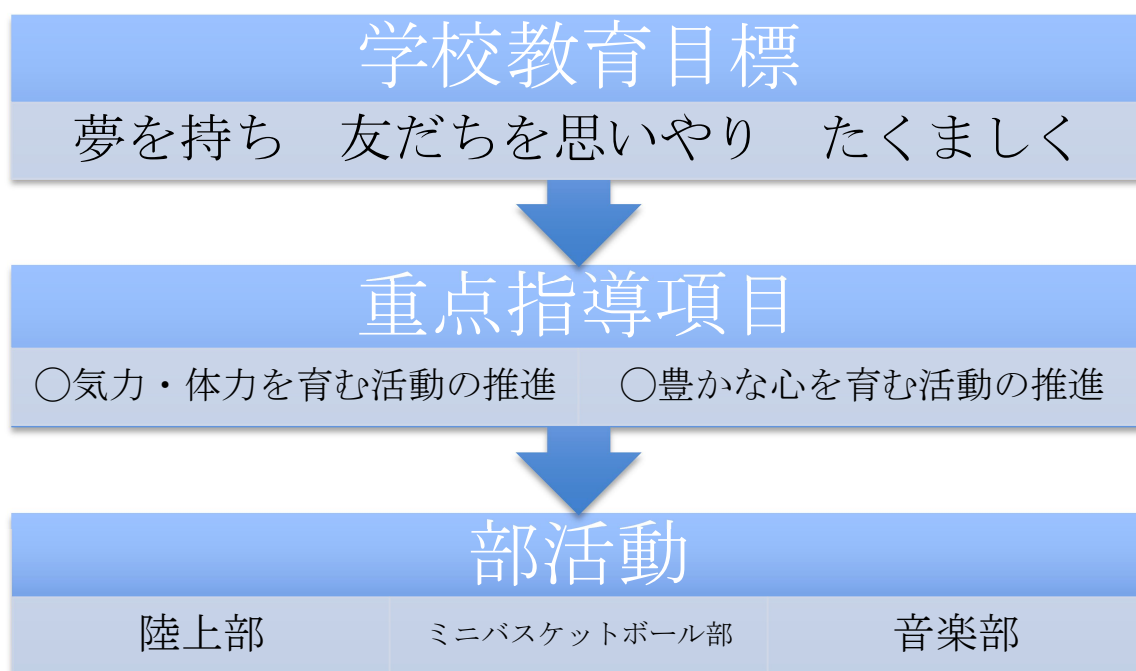 学校教育目標
夢を持ち　友だちを思いやり　たくましく
重点指導項目
○気力・体力を育む活動の推進　○豊かな心を育む活動の推進
部活動
陸上部　ミニバスケットボール部　音楽部